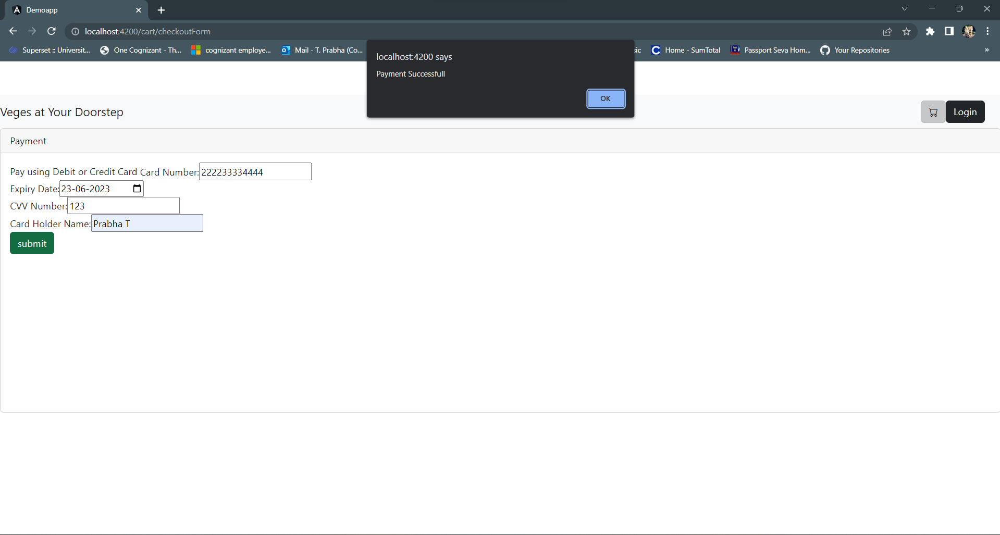 Demoapp
localhost:4200/cart/checkoutForm
Superset :: Universit... One Cognizant - Th... cognizant employe... Mail - T, Prabha (Co... sic Home - SumTotal Passport Seva Hom... Your Repositories »
localhost:4200 says
Payment Successfull
OK
Veges at Your Doorstep
Login
Payment
Pay using Debit or Credit Card Card Number: 222233334444
Expiry Date: 23-06-2023
CVV Number: 123
Card Holder Name: Prabha T
submit